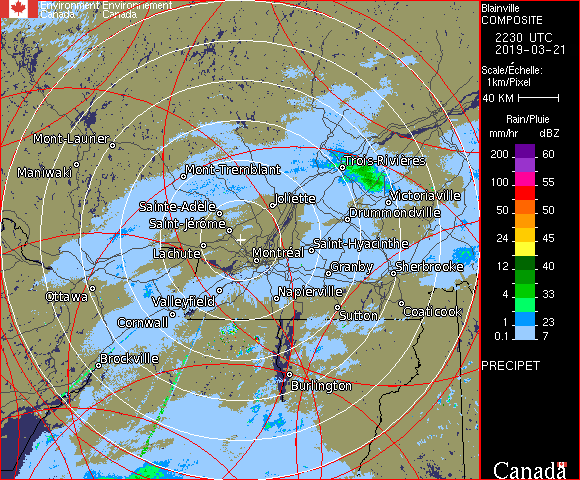 Environment Environnement
Canada Canada
Blainville
COMPOSITE
2230 UTC
2019-03-21
Scale/Échelle:
1km/Pixel
40 KM
Rain/Pluie
mm/hr dBZ
200 60
100 55
50 50
24 45
12 40
4 33
1 23
0.1 7
PRECIPET
Canada
Mont-Laurier
Maniwaki
Mont-Tremblant
Trois-Rivières
Sainte-Adèle
Joliette
Victoriaville
Saint-Jérôme
Drummondville
Lachute
Montréal
Saint-Hyacinthe
Granby
Sherbrooke
Ottawa
Valleyfield
Napierville
Cornwall
Sutton
Coaticook
Brockville
Burlington